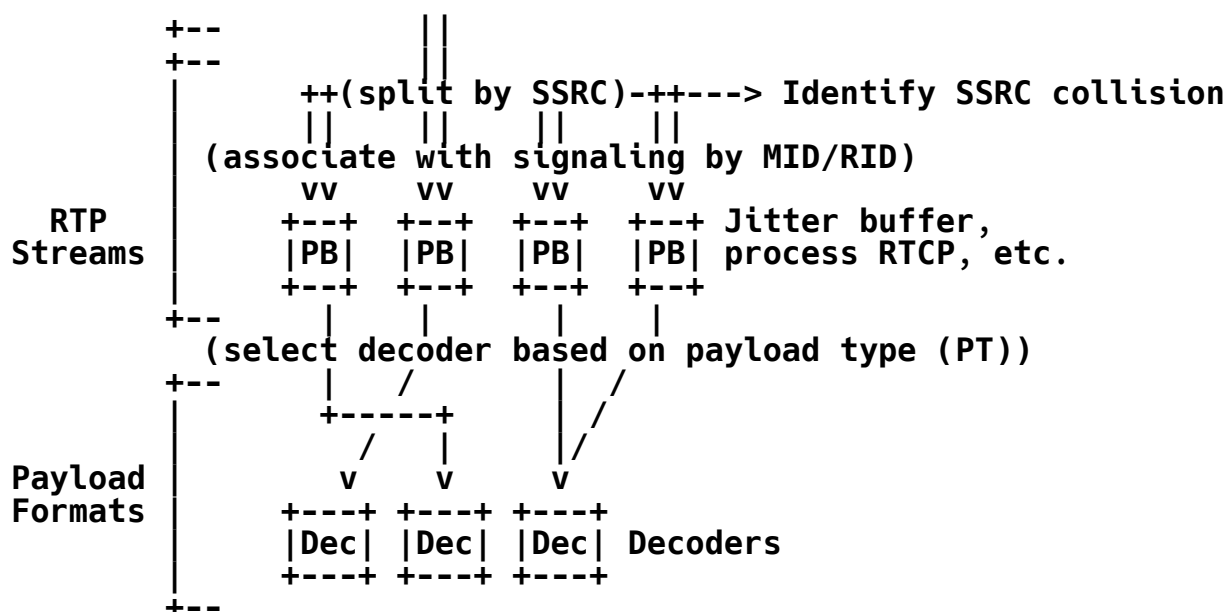 +--            ||
+--            ||
|      ++(split by SSRC)-++---> Identify SSRC collision
|      ||    ||    ||    ||
| (associate with signaling by MID/RID)
|      vv    vv    vv    vv
RTP    |     +--+  +--+  +--+  +--+ Jitter buffer,
Streams |     |PB|  |PB|  |PB|  |PB| process RTCP, etc.
|     +--+  +--+  +--+  +--+
+--       |    |      |    |
(select decoder based on payload type (PT))
+--       |   /       |  /
|       +-----+     | /
|         /   |     |/
Payload |        v    v     v
Formats |     +---+ +---+ +---+
|     |Dec| |Dec| |Dec| Decoders
|     +---+ +---+ +---+
+--